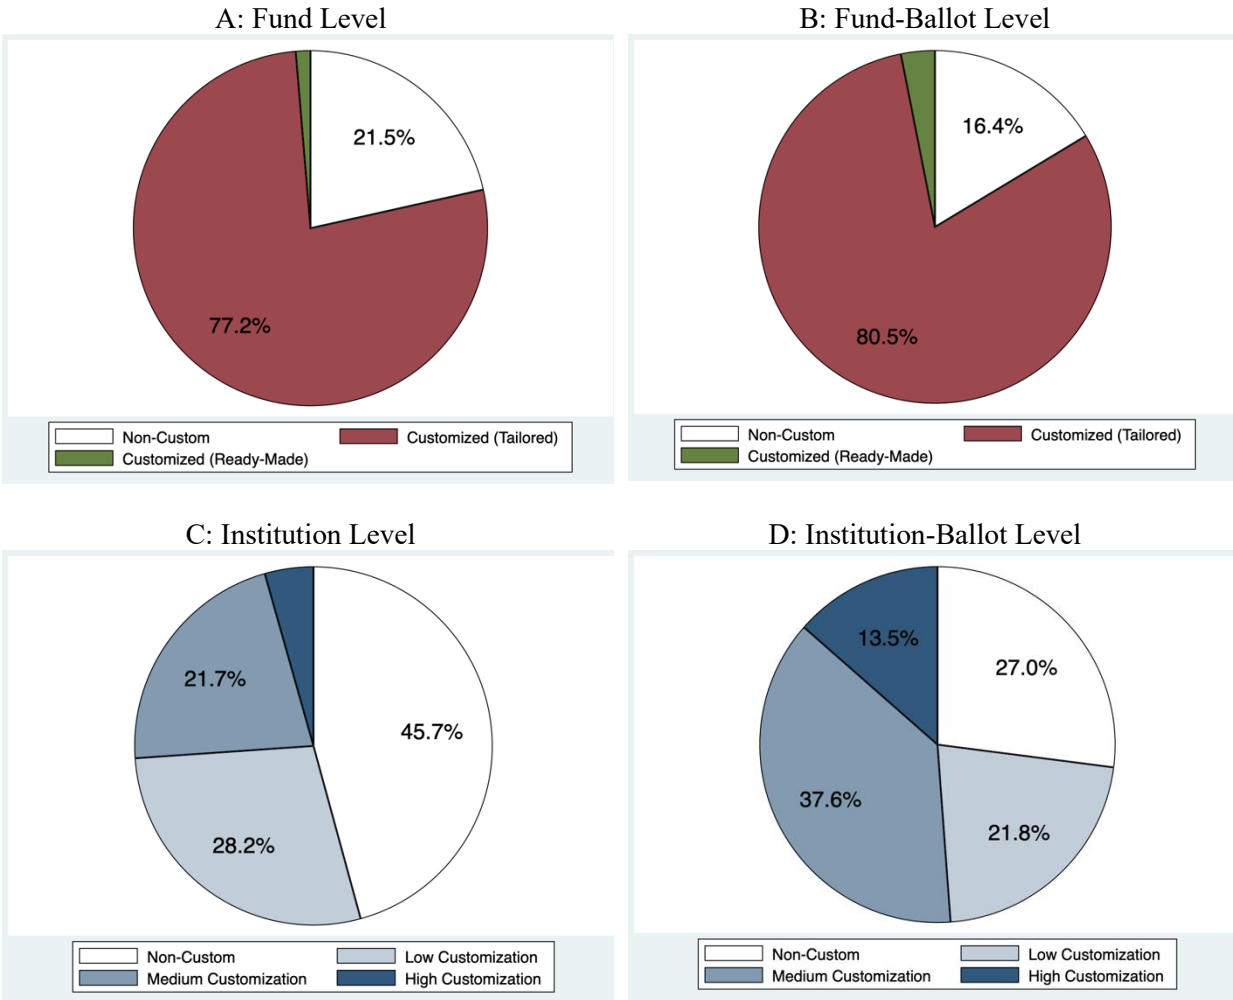 A: Fund Level
21.5%
77.2%
Non-Custom
Customized (Tailored)
Customized (Ready-Made)
B: Fund-Ballot Level
16.4%
80.5%
Non-Custom
Customized (Tailored)
Customized (Ready-Made)
C: Institution Level
21.7%
45.7%
28.2%
Non-Custom
Low Customization
Medium Customization
High Customization
D: Institution-Ballot Level
13.5%
27.0%
37.6%
21.8%
Non-Custom
Low Customization
Medium Customization
High Customization